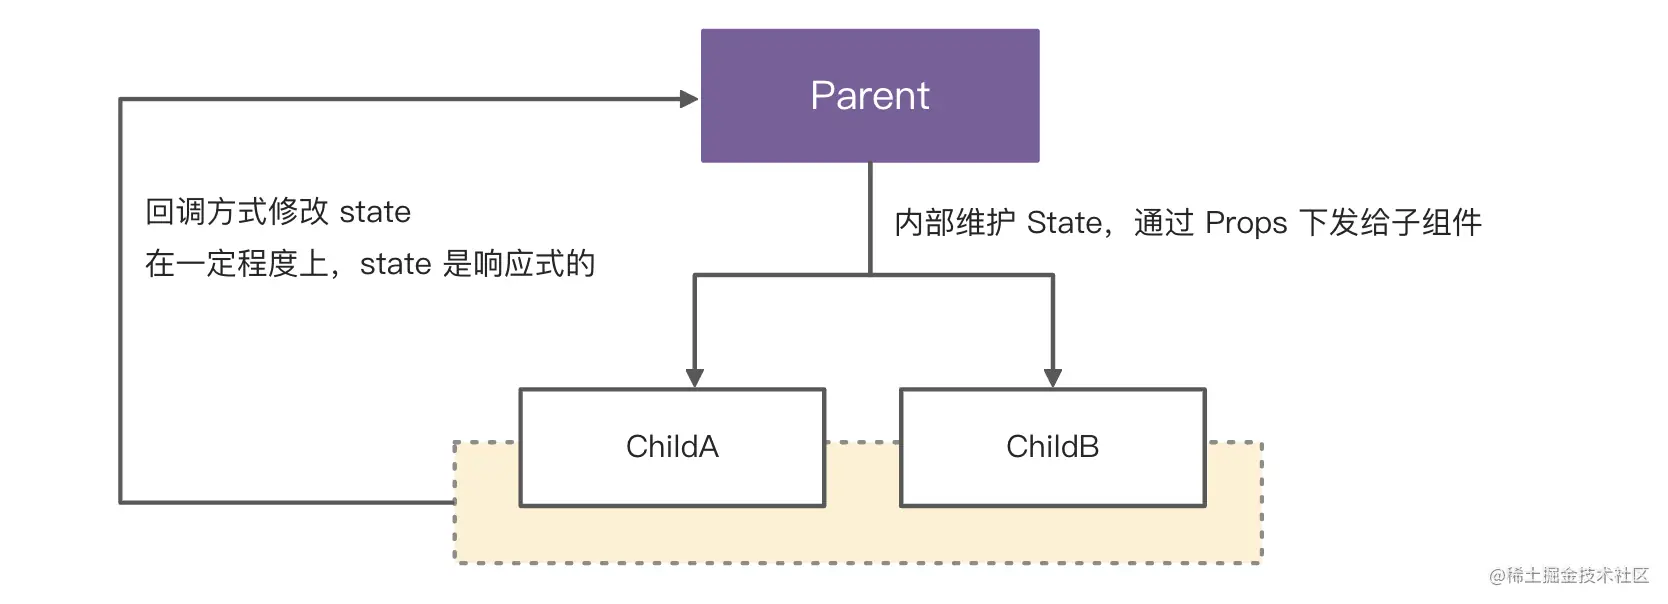 Parent
回调方式修改 state
在一定程度上，state 是响应式的
内部维护 State，通过 Props 下发给子组件
ChildA
ChildB
@稀土掘金技术社区